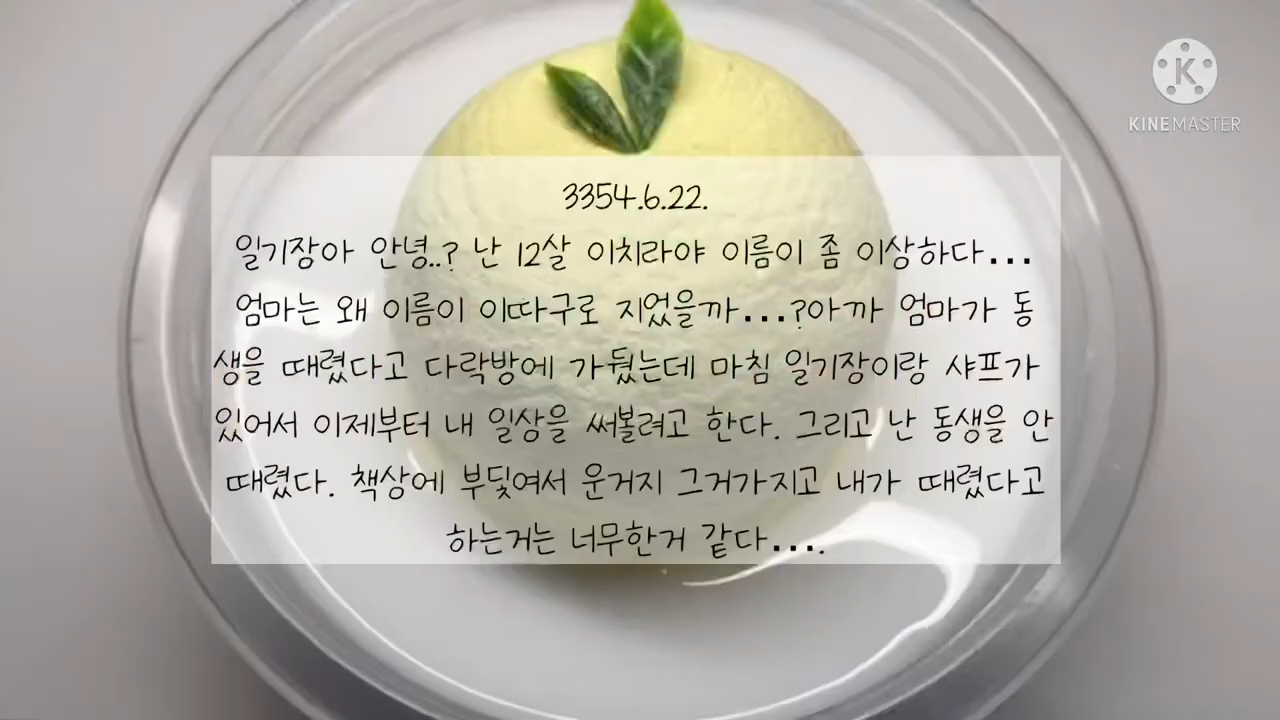 KINEMASTER
3354.6.22.
일기장아 안녕..? 난 12살 이치라야 이름이 좀 이상하다...
엄마는 왜 이름이 이따구로 지었을까...?아까 엄마가 동
생을 때렸다고 다락방에 가뒀는데 마침 일기장이랑 샤프가
있어서 이제부터 내 일상을 써볼려고 한다. 그리고 난 동생을 안
때렸다. 책상에 부딫여서 운거지 그거가지고 내가 때렸다고
하는거는 너무한거 같다....